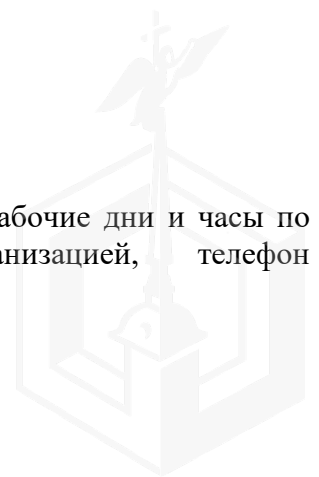 абочие дни и часы по
анизацией, телефон